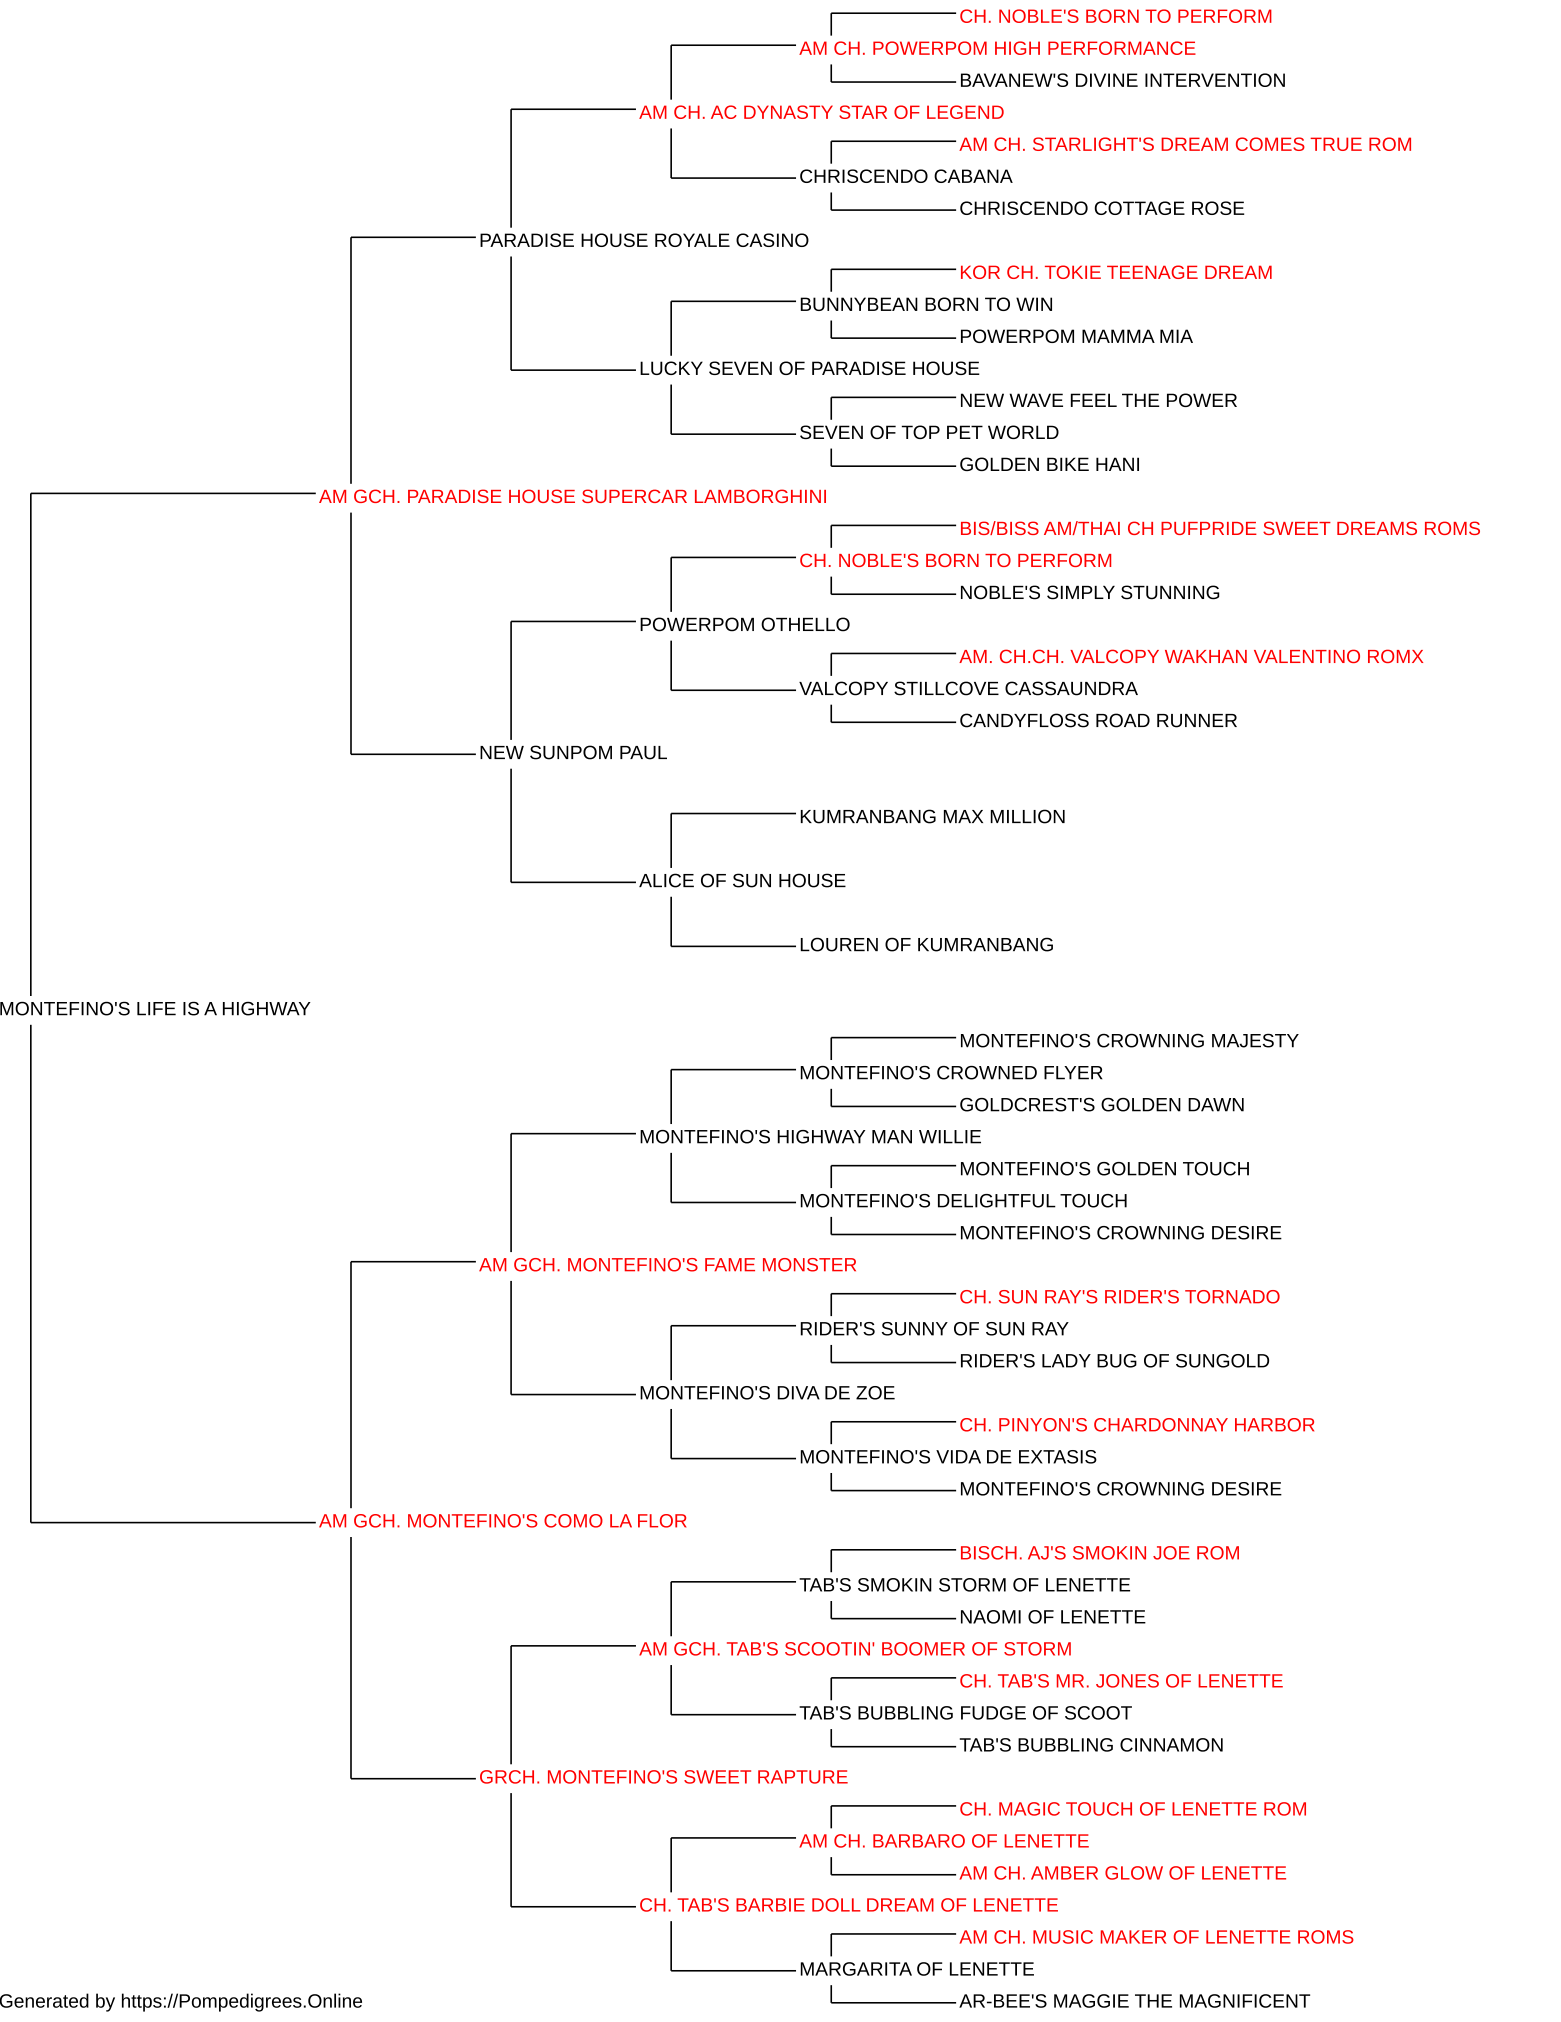 CH. NOBLE'S BORN TO PERFORM
AM CH. POWERPOM HIGH PERFORMANCE
BAVANEW'S DIVINE INTERVENTION
AM CH. AC DYNASTY STAR OF LEGEND
AM CH. STARLIGHT'S DREAM COMES TRUE ROM
CHRISCENDO CABANA
CHRISCENDO COTTAGE ROSE
PARADISE HOUSE ROYALE CASINO
KOR CH. TOKIE TEENAGE DREAM
BUNNYBEAN BORN TO WIN
POWERPOM MAMMA MIA
LUCKY SEVEN OF PARADISE HOUSE
NEW WAVE FEEL THE POWER
SEVEN OF TOP PET WORLD
GOLDEN BIKE HANI
AM GCH. PARADISE HOUSE SUPERCAR LAMBORGHINI
BIS/BISS AM/THAI CH PUFPRIDE SWEET DREAMS ROMS
CH. NOBLE'S BORN TO PERFORM
NOBLE'S SIMPLY STUNNING
POWERPOM OTHELLO
AM. CH.CH. VALCOPY WAKHAN VALENTINO ROMX
VALCOPY STILLCOVE CASSAUNDRA
CANDYFLOSS ROAD RUNNER
NEW SUNPOM PAUL
KUMRANBANG MAX MILLION
ALICE OF SUN HOUSE
LOUREN OF KUMRANBANG
MONTEFINO'S LIFE IS A HIGHWAY
MONTEFINO'S CROWNING MAJESTY
MONTEFINO'S CROWNED FLYER
GOLDCREST'S GOLDEN DAWN
MONTEFINO'S HIGHWAY MAN WILLIE
MONTEFINO'S GOLDEN TOUCH
MONTEFINO'S DELIGHTFUL TOUCH
MONTEFINO'S CROWNING DESIRE
AM GCH. MONTEFINO'S FAME MONSTER
CH. SUN RAY'S RIDER'S TORNADO
RIDER'S SUNNY OF SUN RAY
RIDER'S LADY BUG OF SUNGOLD
MONTEFINO'S DIVA DE ZOE
CH. PINYON'S CHARDONNAY HARBOR
MONTEFINO'S VIDA DE EXTASIS
MONTEFINO'S CROWNING DESIRE
AM GCH. MONTEFINO'S COMO LA FLOR
BISCH. AJ'S SMOKIN JOE ROM
TAB'S SMOKIN STORM OF LENETTE
NAOMI OF LENETTE
AM GCH. TAB'S SCOOTIN' BOOMER OF STORM
CH. TAB'S MR. JONES OF LENETTE
TAB'S BUBBLING FUDGE OF SCOOT
TAB'S BUBBLING CINNAMON
GRCH. MONTEFINO'S SWEET RAPTURE
CH. MAGIC TOUCH OF LENETTE ROM
AM CH. BARBARO OF LENETTE
AM CH. AMBER GLOW OF LENETTE
CH. TAB'S BARBIE DOLL DREAM OF LENETTE
AM CH. MUSIC MAKER OF LENETTE ROMS
MARGARITA OF LENETTE
AR-BEE'S MAGGIE THE MAGNIFICENT
Generated by https://Pompedigrees.Online